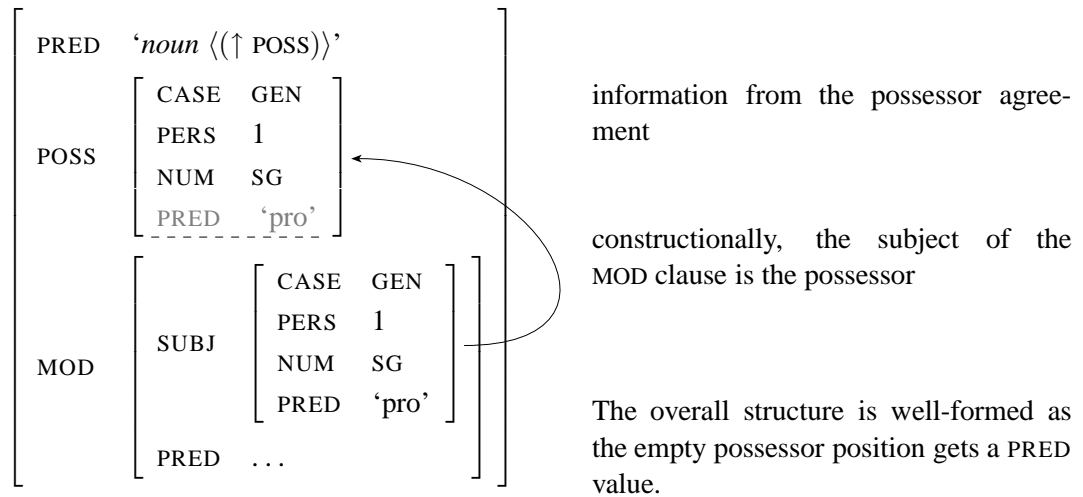 PRED ‘noun ⟨(↑ POSS)⟩’
POSS
CASE GEN
PERS 1
NUM SG
PRED ‘pro’
MOD
SUBJ
CASE GEN
PERS 1
NUM SG
PRED ‘pro’
PRED ...
information from the possessor agree-
ment
constructionally, the subject of the
MOD clause is the possessor
The overall structure is well-formed as
the empty possessor position gets a PRED
value.